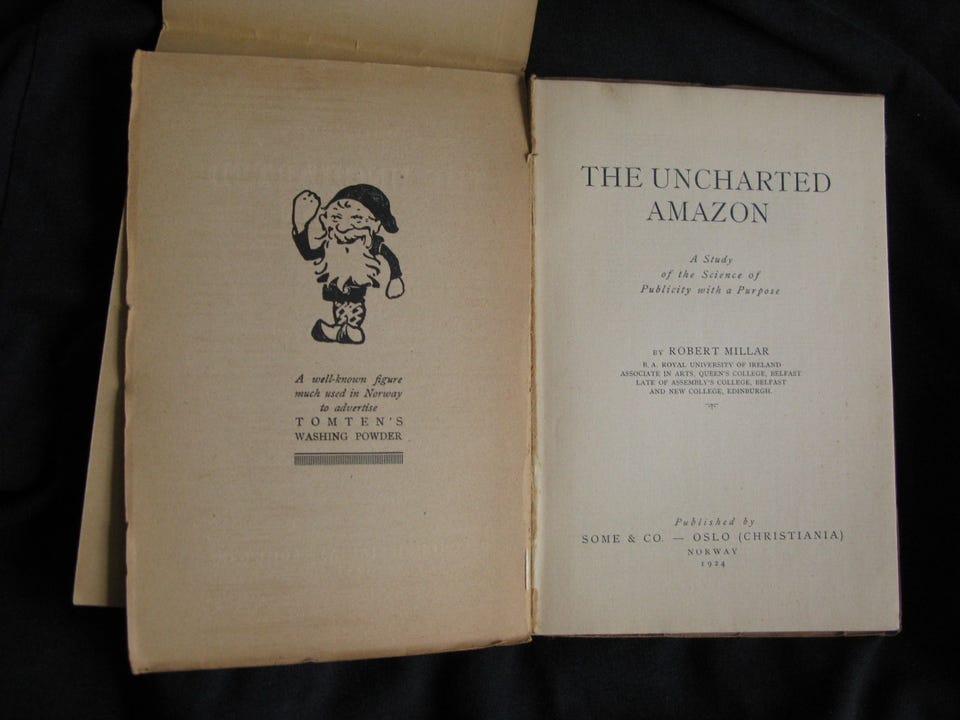 A well-known figure
much used in Norway
to advertise
TOMTEN'S
WASHING POWDER
THE UNCHARTED
AMAZON
A Study
of the Science of
Publicity with a Purpose
BY ROBERT MILLAR
B. A. ROYAL UNIVERSITY OF IRELAND
ASSOCIATE IN ARTS, QUEEN'S COLLEGE, BELFAST
LATE OF ASSEMBLY'S COLLEGE, BELFAST
AND NEW COLLEGE, EDINBURGH.
Published by
SOME & CO. — OSLO (CHRISTIANIA)
NORWAY
1924